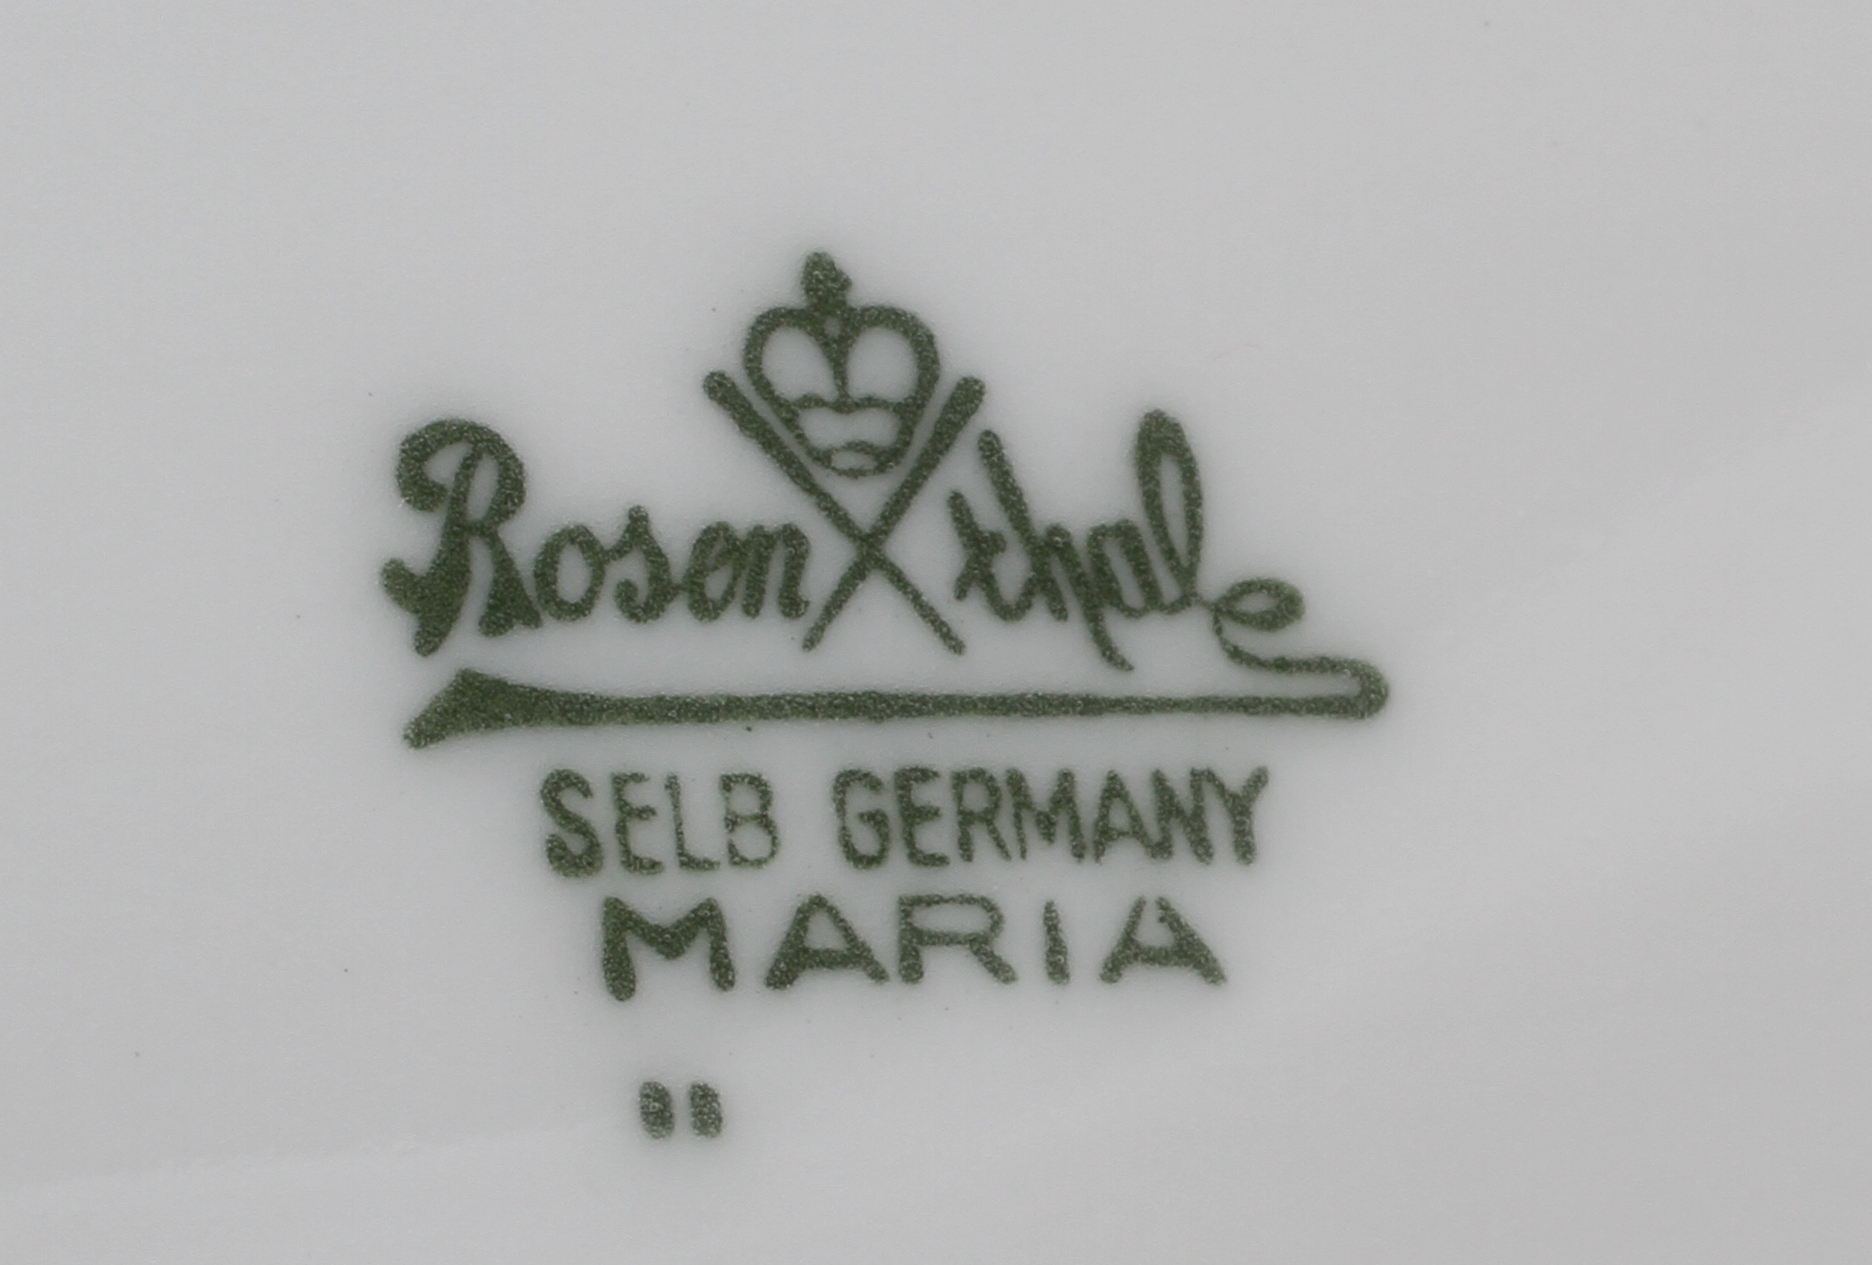 Rosenthal
SELB GERMANY
MARIA
"